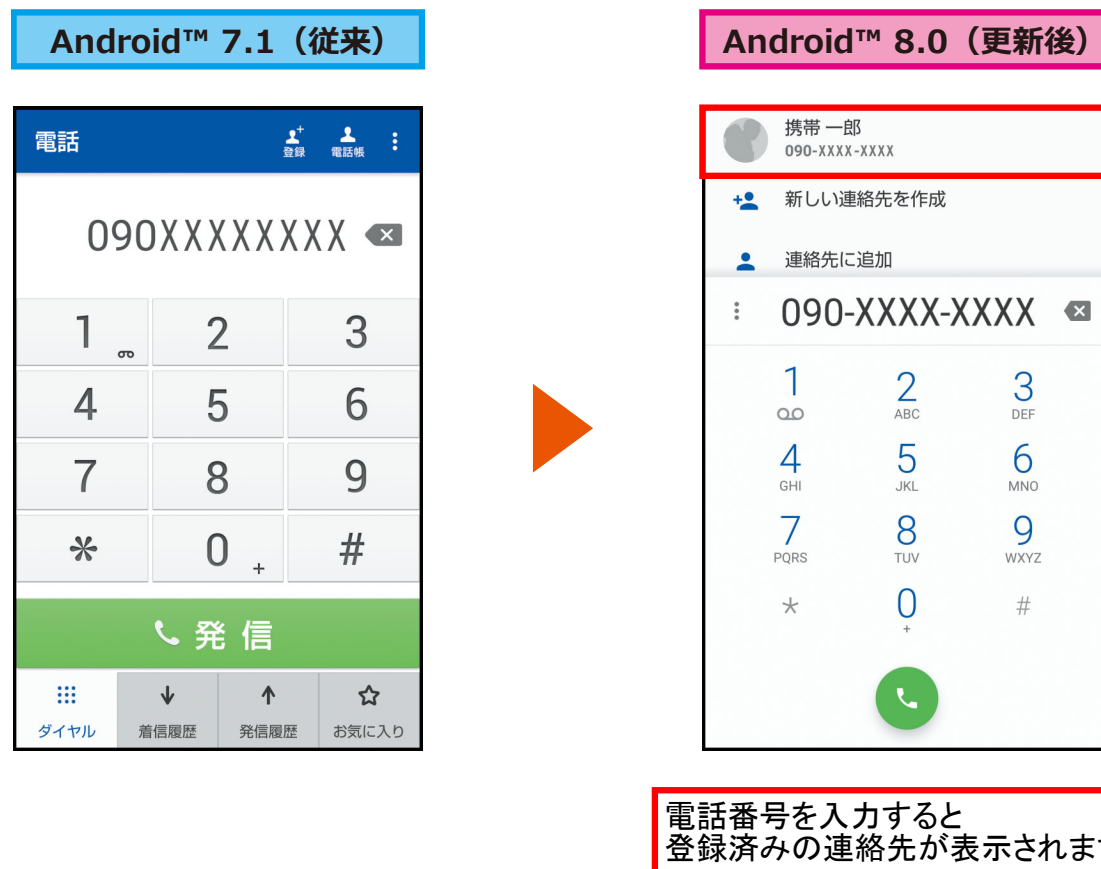 Android™ 7.1（従来）
Android™ 8.0（更新後）
電話
登録
電話帳
090XXXXXXXX
1
2
3
4
5
6
7
8
9
*
0
+
#
発信
ダイヤル
着信履歴
発信履歴
お気に入り
携帯 一郎
090-XXXX-XXXX
新しい連絡先を作成
連絡先に追加
090-XXXX-XXXX
1
2
3
ABC
DEF
4
5
6
GHI
JKL
MNO
7
8
9
PQRS
TUV
WXYZ
*
0
#
+
電話番号を入力すると
登録済みの連絡先が表示されま